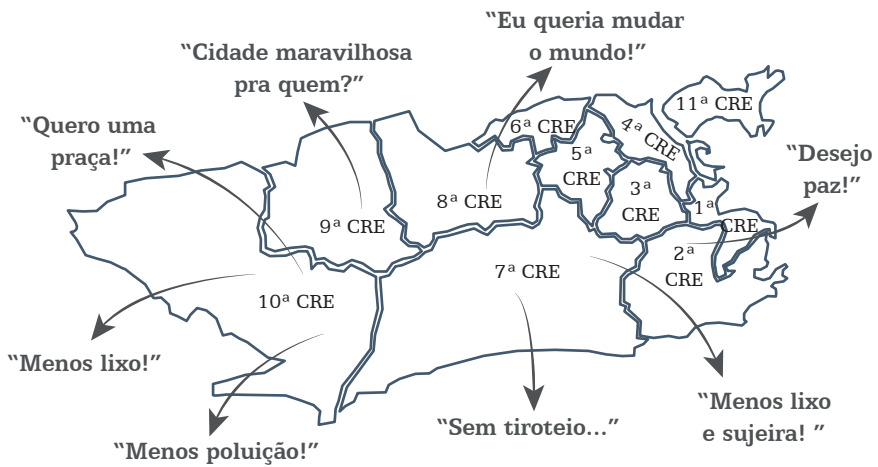 “Eu queria mudar
o mundo!”
“Cidade maravilhosa
pra quem?”
“Quero uma
praça!”
“Desejo
paz!”
11ª CRE
6ª CRE
4ª CRE
5ª
CRE
3ª
CRE
1ª
CRE
8ª CRE
9ª CRE
2ª
CRE
7ª CRE
10ª CRE
“Menos lixo!”
“Menos poluição!”
“Sem tiroteio...”
“Menos lixo
e sujeira! ”